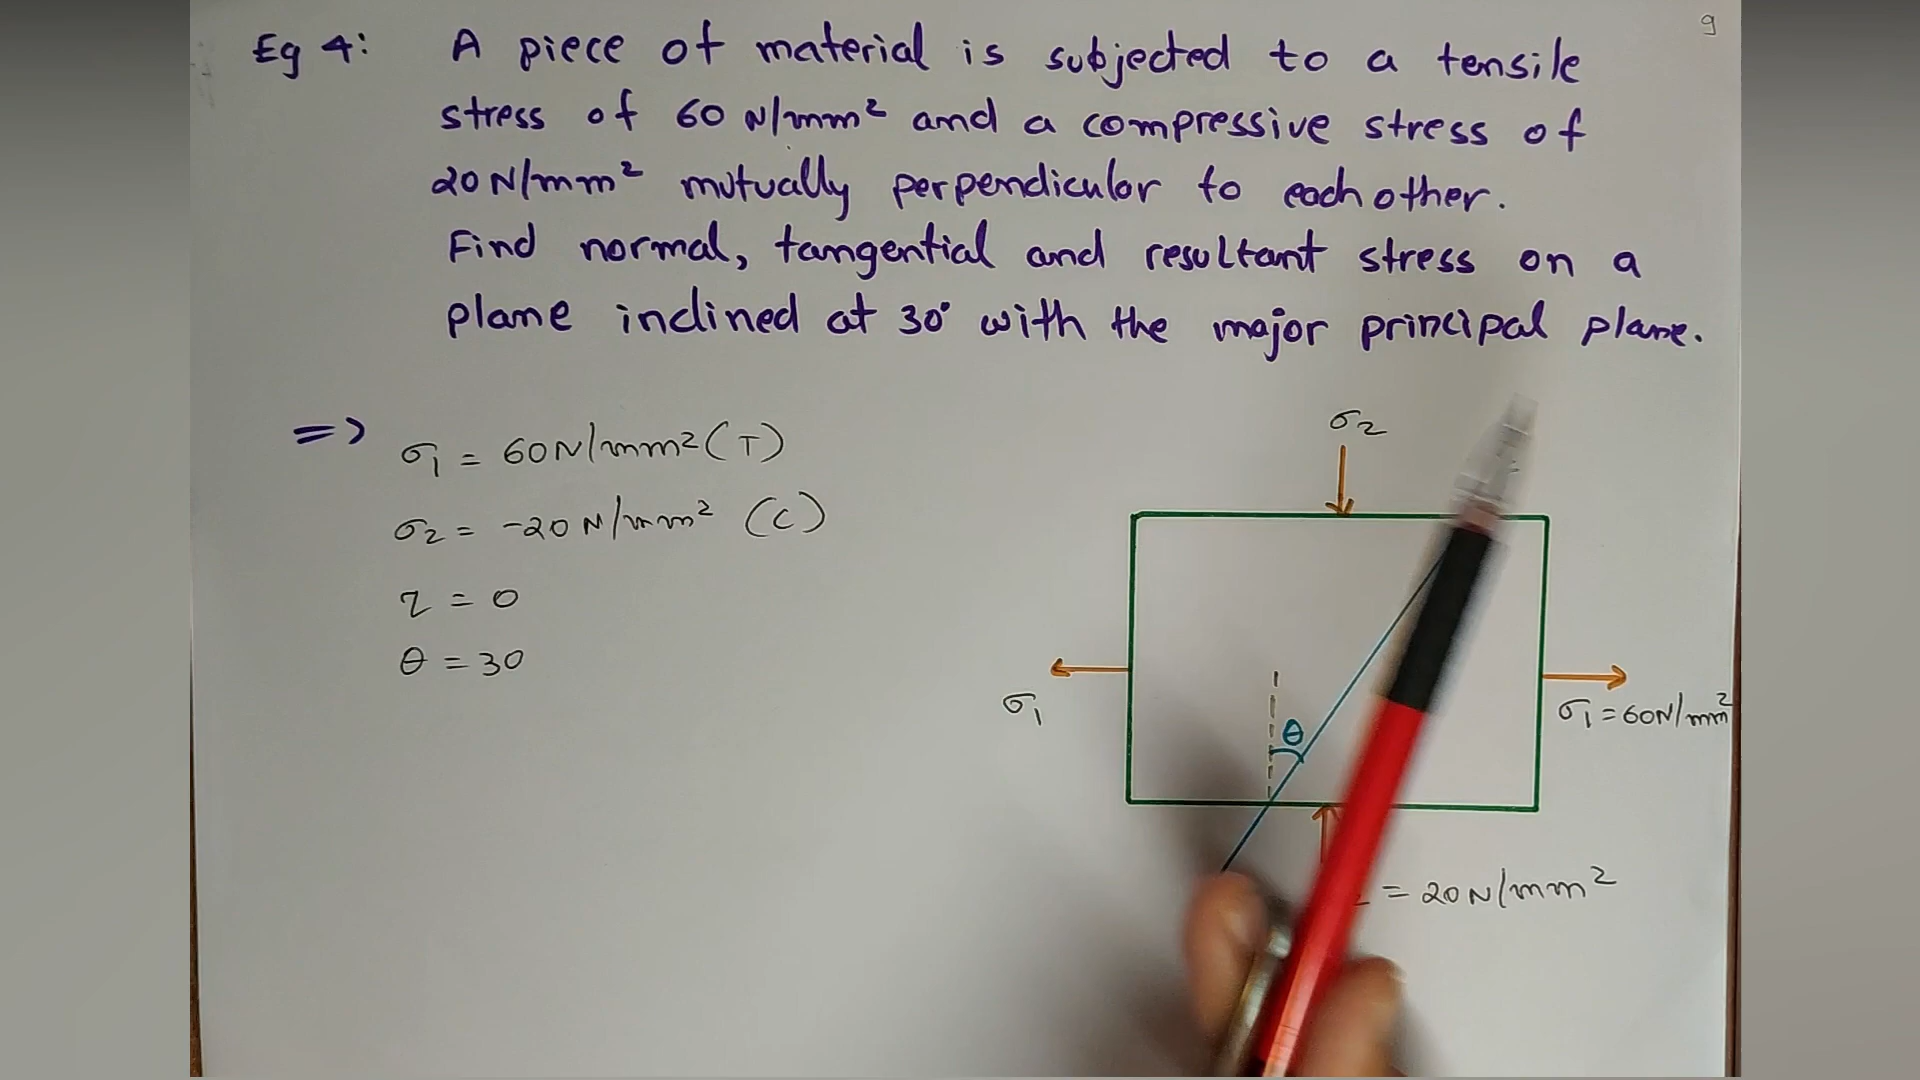 9
Eg 4: A piece of material is subjected to a tensile
stress of 60 N/mm² and a compressive stress of
20 N/mm² mutually perpendicular to each other.
Find normal, tangential and resultant stress on a
plane inclined at 30° with the major principal plane.
=> σ1 = 60N/mm² (T)
σ2 = -20 N/mm² (C)
τ = 0
θ = 30
σ2
σ1
θ
σ1 = 60N/mm²
= 20 N/mm²